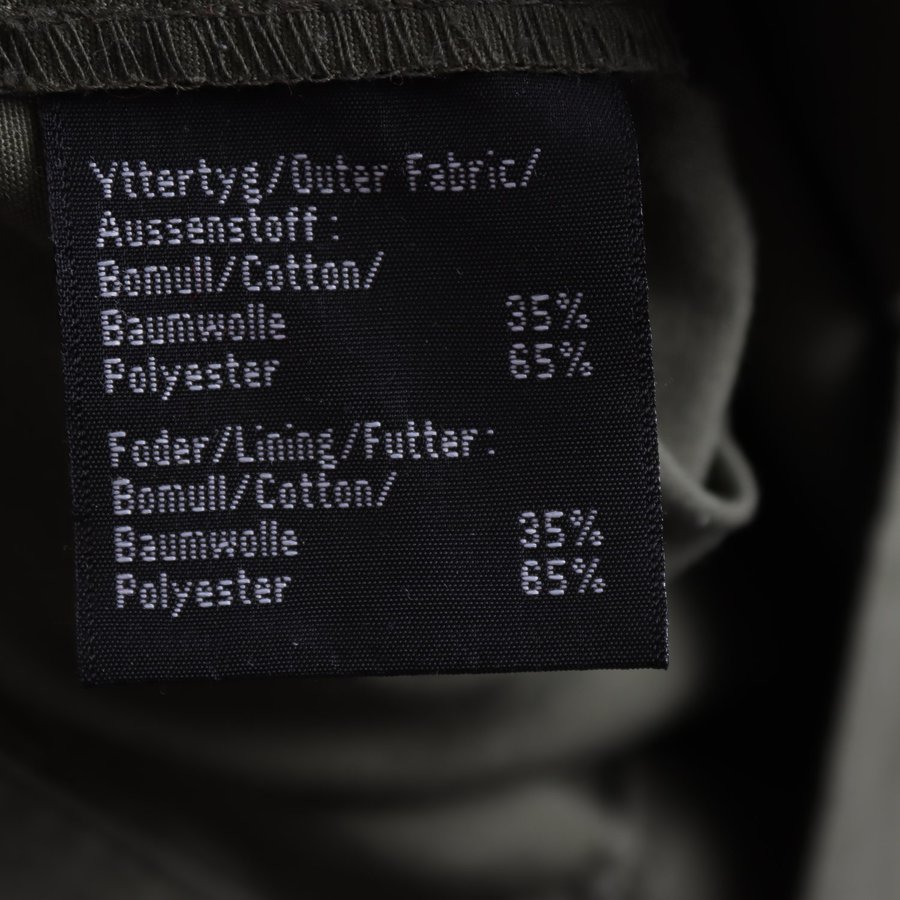 Yttertyg/Outer Fabric/
Aussenstoff:
Bomull/Cotton/
Baumwolle 35%
Polyester 65%
Foder/Lining/Futter:
Bomull/Cotton/
Baumwolle 35%
Polyester 65%